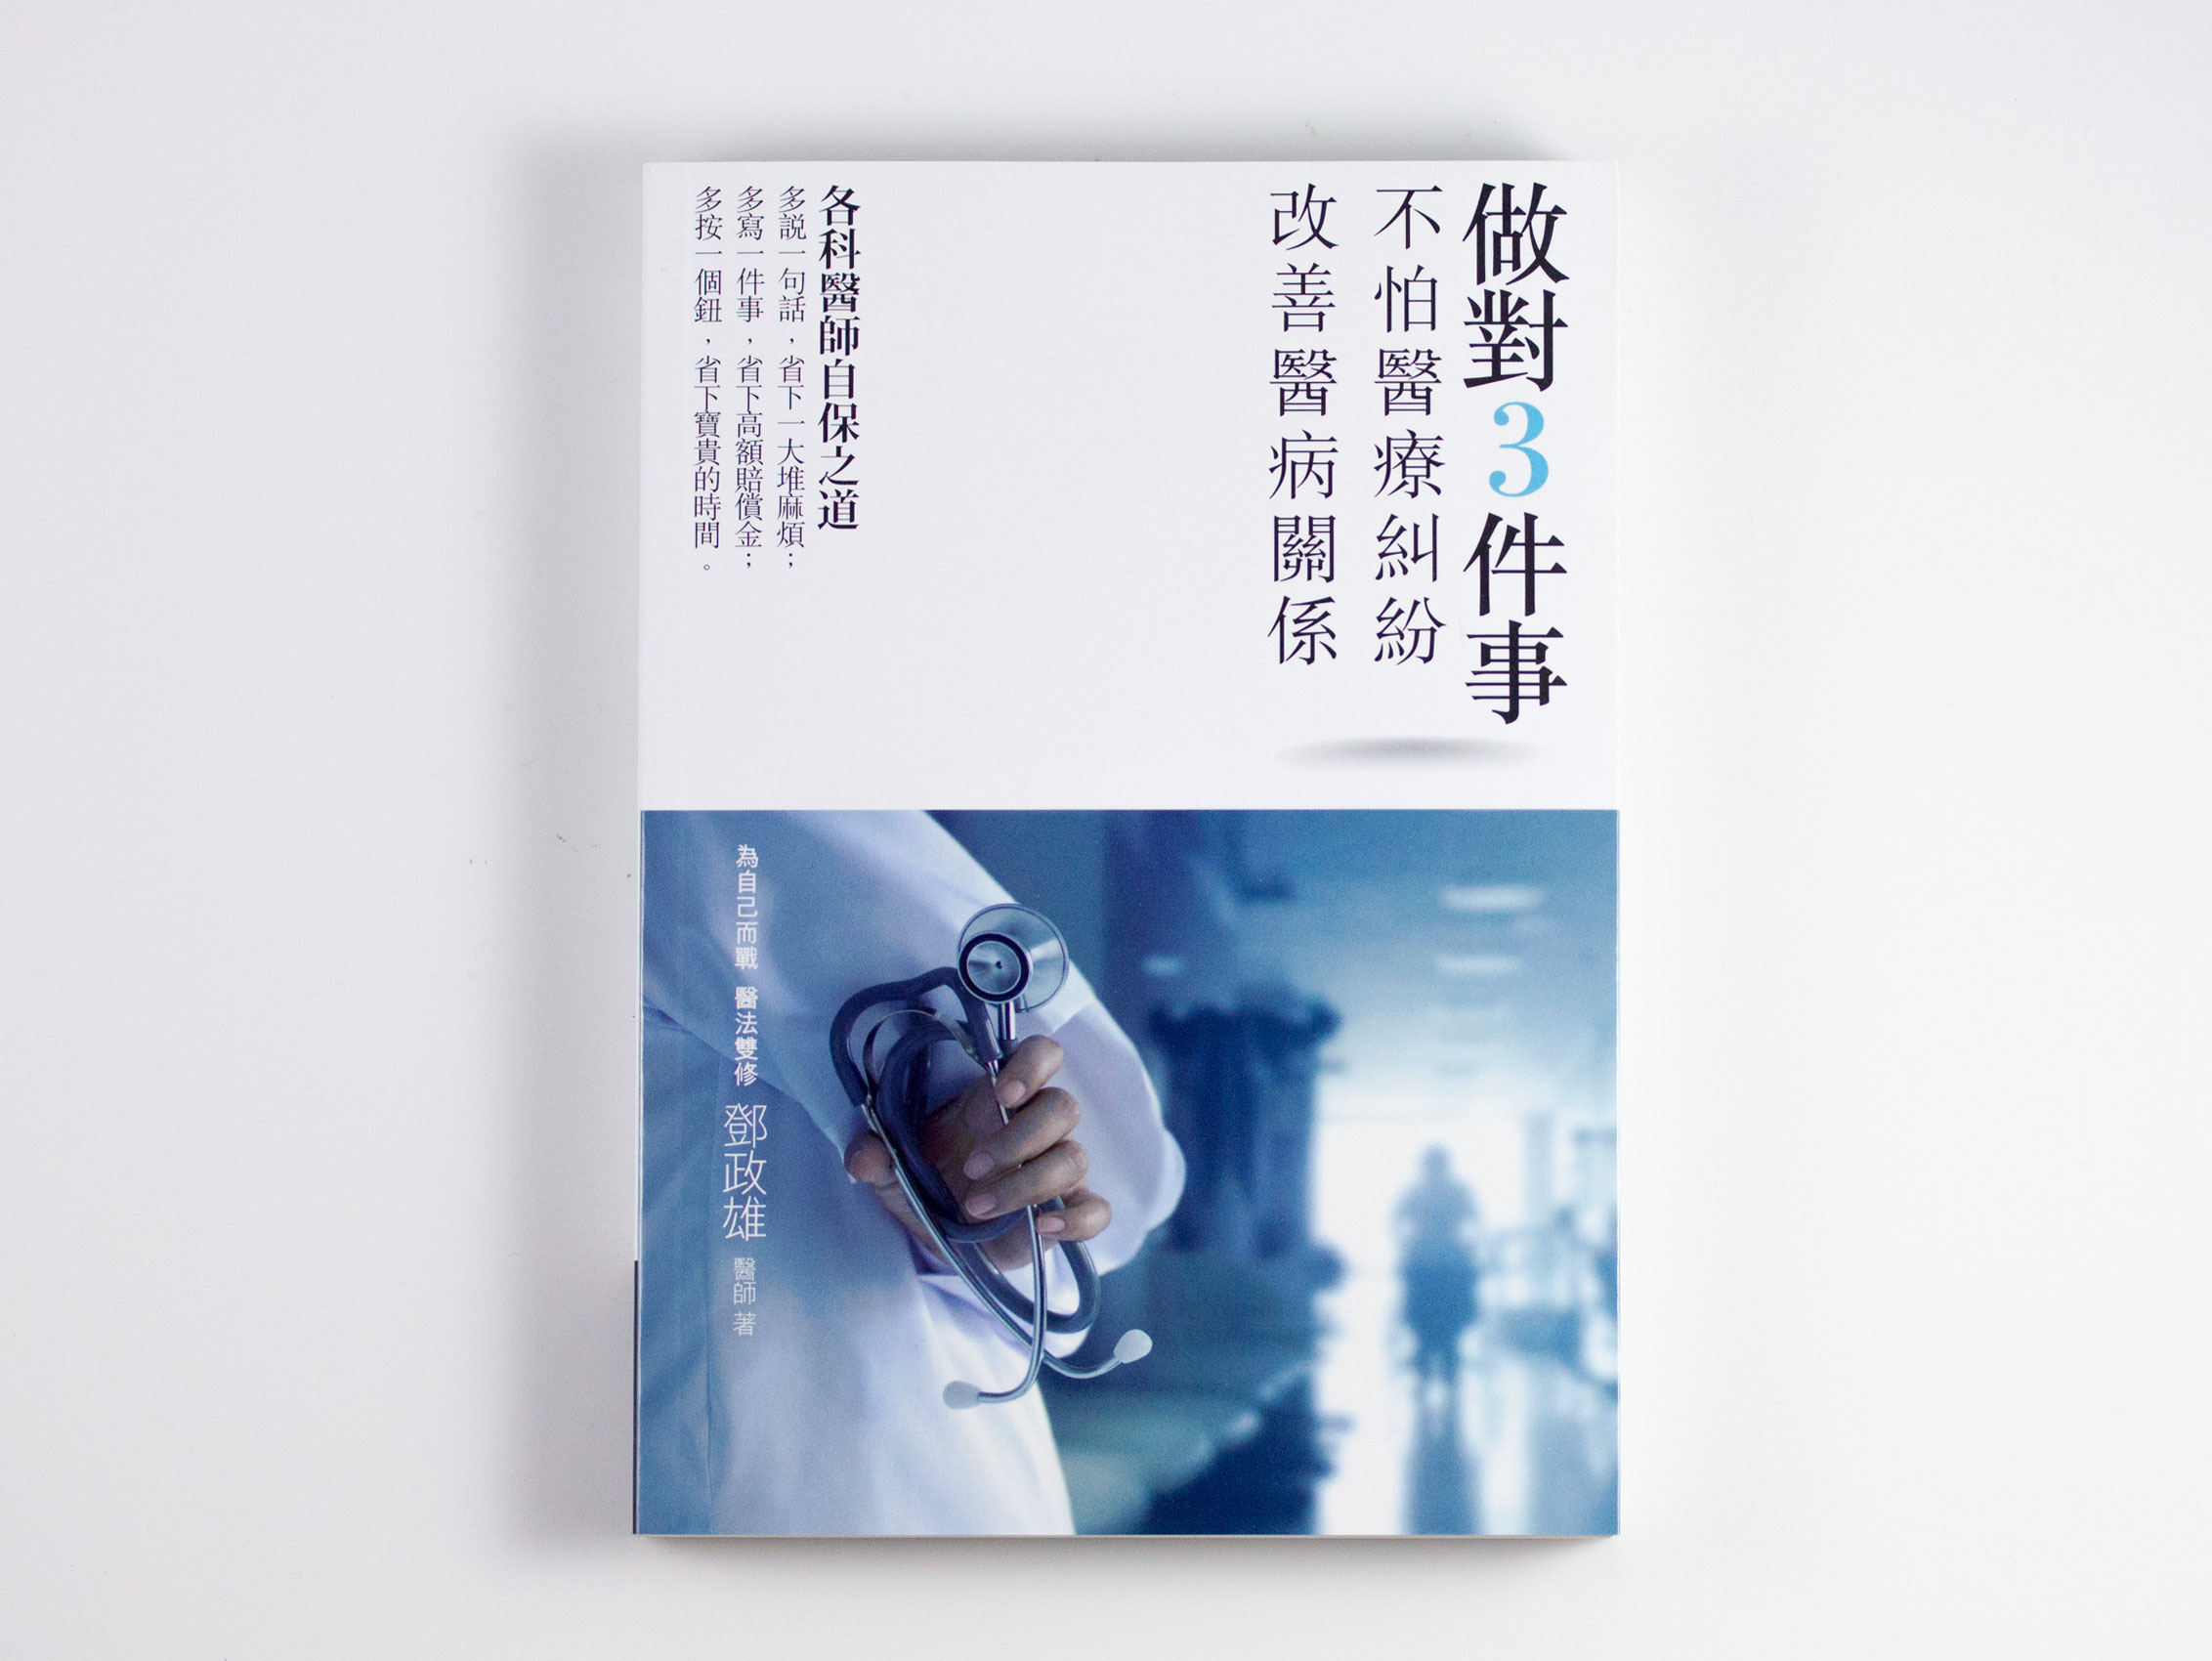 做對3件事
不怕醫療糾紛
改善醫病關係
各科醫師自保之道
多説一句話，省下一大堆麻煩；
多寫一件事，省下高額賠償金；
多按一個鈕，省下寶貴的時間。
為自己而戰 醫法雙修 鄧政雄 醫師 著